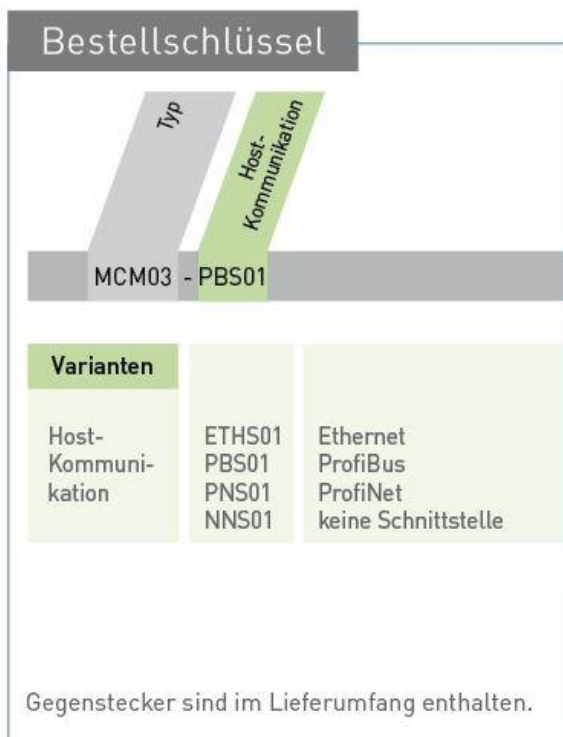 Bestellschlüssel
Typ
Host-
Kommunikation
MCM03 - PBS01
Varianten
Host- ETHS01 Ethernet
Kommuni- PBS01 ProfiBus
kation PNS01 ProfiNet
NNS01 keine Schnittstelle
Gegenstecker sind im Lieferumfang enthalten.